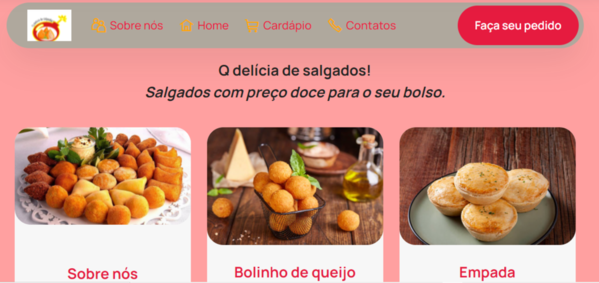 Sobre nós
Home
Cardápio
Contatos
Faça seu pedido
Q delícia de salgados!
Salgados com preço doce para o seu bolso.
Sobre nós
Bolinho de queijo
Empada